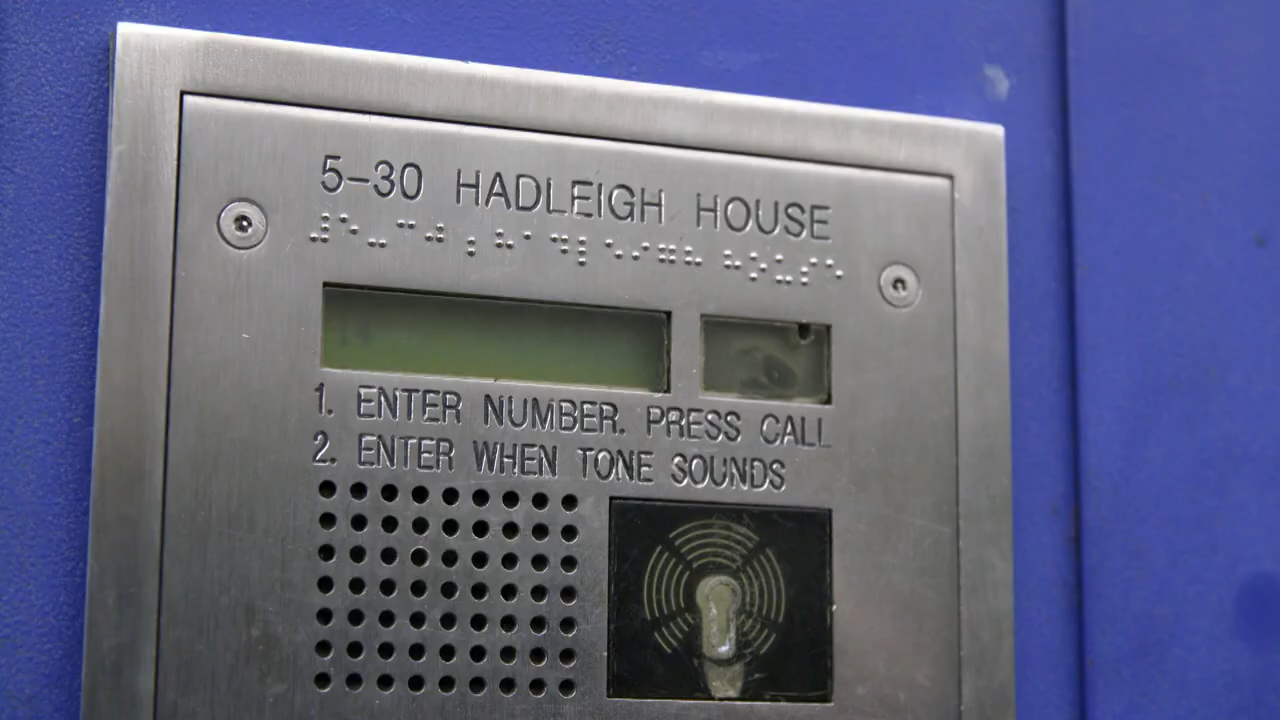 5-30 HADLEIGH HOUSE
1. ENTER NUMBER. PRESS CALL
2. ENTER WHEN TONE SOUNDS